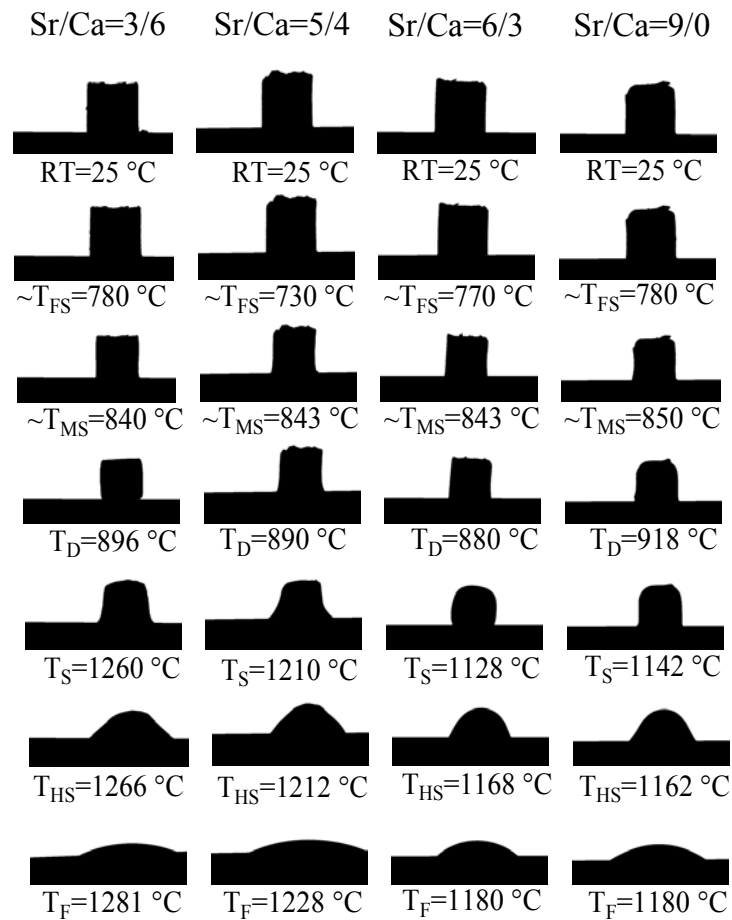 Sr/Ca=3/6 Sr/Ca=5/4 Sr/Ca=6/3 Sr/Ca=9/0
RT=25 °C RT=25 °C RT=25 °C RT=25 °C
~TFS=780 °C ~TFS=730 °C ~TFS=770 °C ~TFS=780 °C
~TMS=840 °C ~TMS=843 °C ~TMS=843 °C ~TMS=850 °C
TD=896 °C TD=890 °C TD=880 °C TD=918 °C
TS=1260 °C TS=1210 °C TS=1128 °C TS=1142 °C
THS=1266 °C THS=1212 °C THS=1168 °C THS=1162 °C
TF=1281 °C TF=1228 °C TF=1180 °C TF=1180 °C